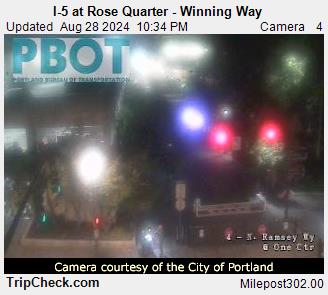 I-5 at Rose Quarter - Winning Way
Updated Aug 28 2024 10:34 PM Camera 4
PBOT
PORTLAND BUREAU OF TRANSPORTATION
4 - N. Ramsey Wy
@ One Ctr
Camera courtesy of the City of Portland
TripCheck.com Milepost302.00